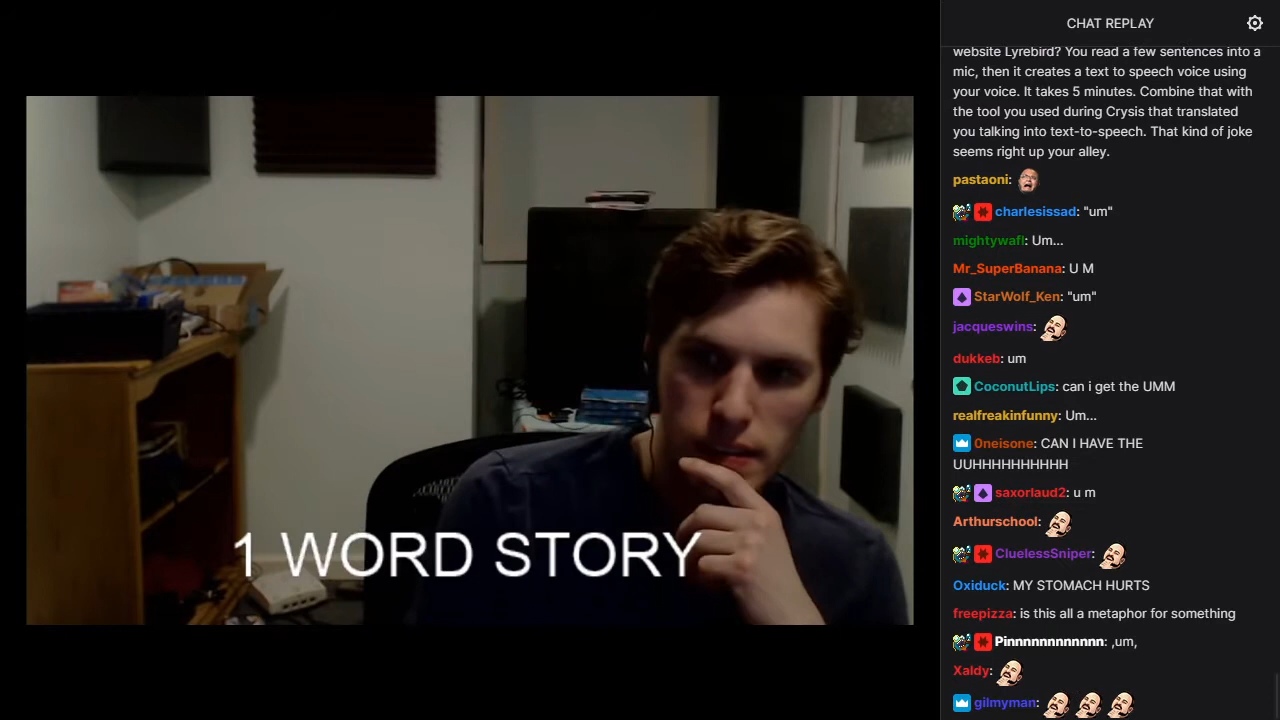 CHAT REPLAY
website Lyrebird? You read a few sentences into a
mic, then it creates a text to speech voice using
your voice. It takes 5 minutes. Combine that with
the tool you used during Crysis that translated
you talking into text-to-speech. That kind of joke
seems right up your alley.
pastaoni:
charlesissad: "um"
mightywafl: Um...
Mr_SuperBanana: U M
StarWolf_Ken: "um"
jacqueswins:
dukkeb: um
CoconutLips: can i get the UMM
realfreakinfunny: Um...
0neisone: CAN I HAVE THE
UUHHHHHHHHHH
saxorlaud2: u m
Arthurschool:
CluelessSniper:
Oxiduck: MY STOMACH HURTS
freepizza: is this all a metaphor for something
Pinnnnnnnnnnnn: ,um,
Xaldy:
gilmyman:
1 WORD STORY